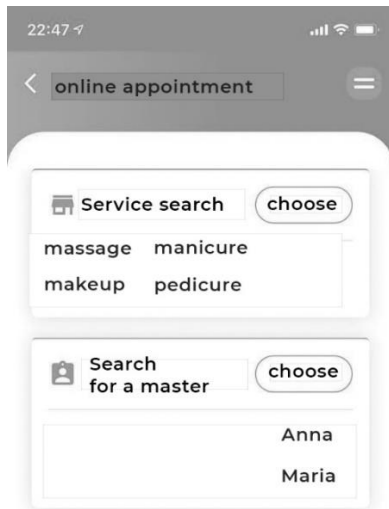 22:47
online appointment
Service search choose
massage manicure
makeup pedicure
Search
for a master
choose
Anna
Maria